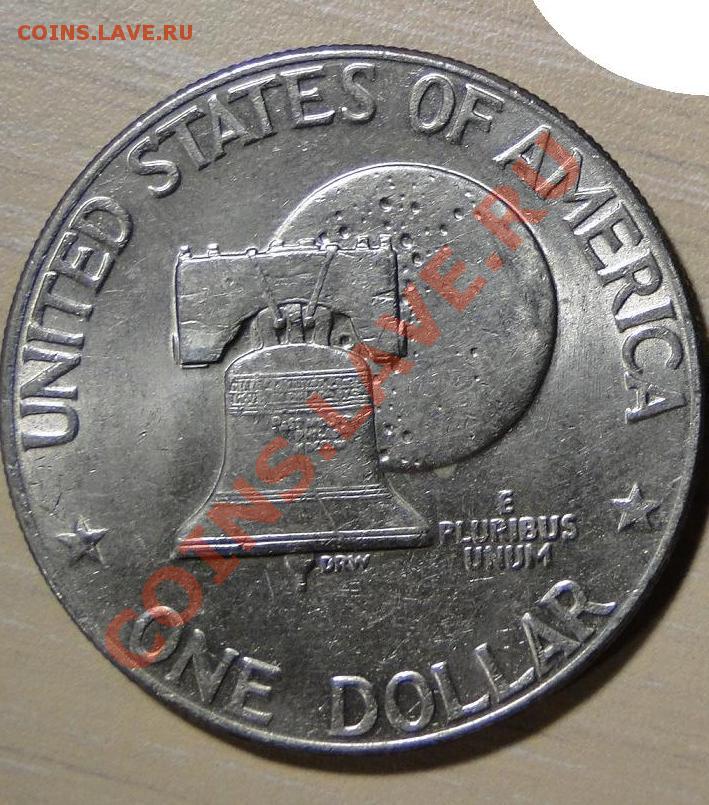 COINS.LAVE.RU
UNITED STATES OF AMERICA
E
PLURIBUS
UNUM
DRW
ONE DOLLAR
COINS.LAVE.RU